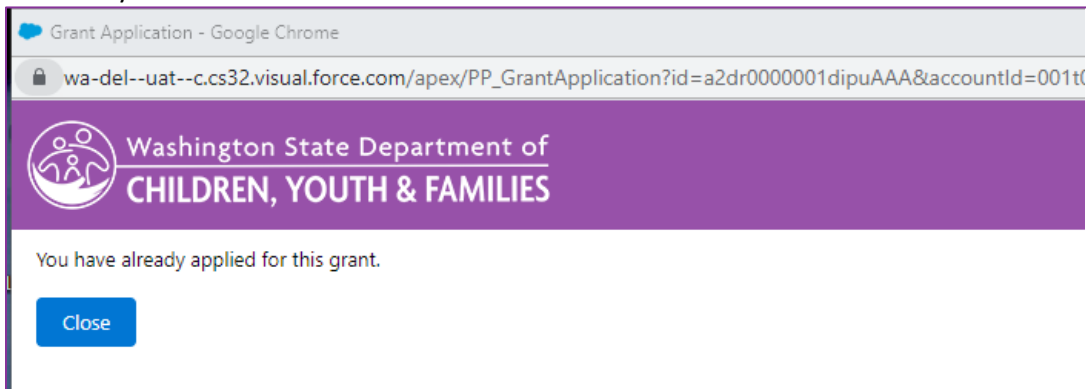 Grant Application - Google Chrome
wa-del--uat--c.cs32.visual.force.com/apex/PP_GrantApplication?id=a2dr0000001dipuAAA&accountId=001t
Washington State Department of
CHILDREN, YOUTH & FAMILIES
You have already applied for this grant.
Close